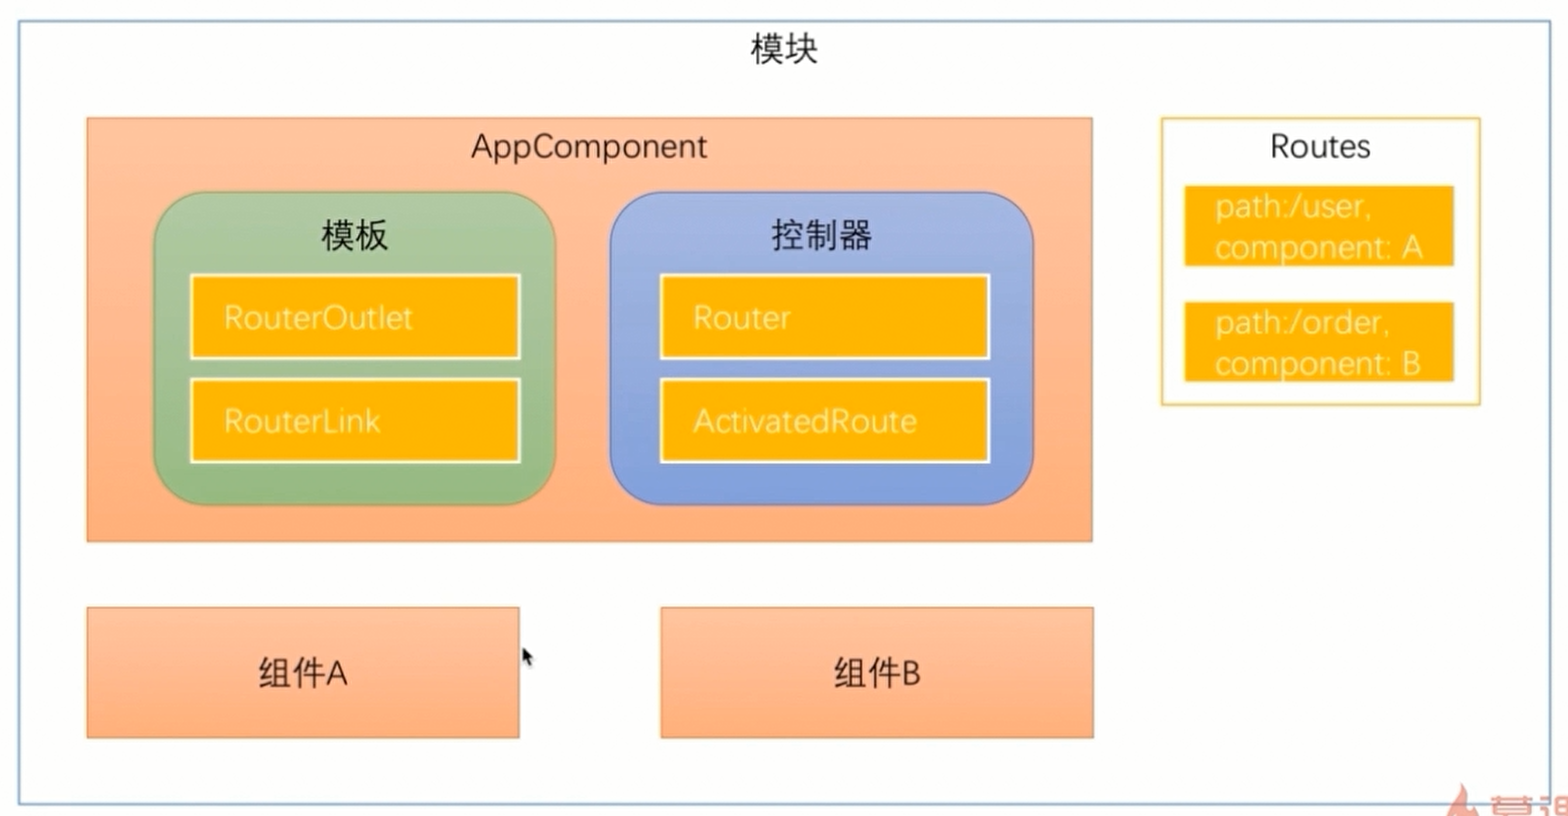 模块
AppComponent
模板
RouterOutlet
RouterLink
控制器
Router
ActivatedRoute
Routes
path:/user,
component: A
path:/order,
component: B
组件A
组件B